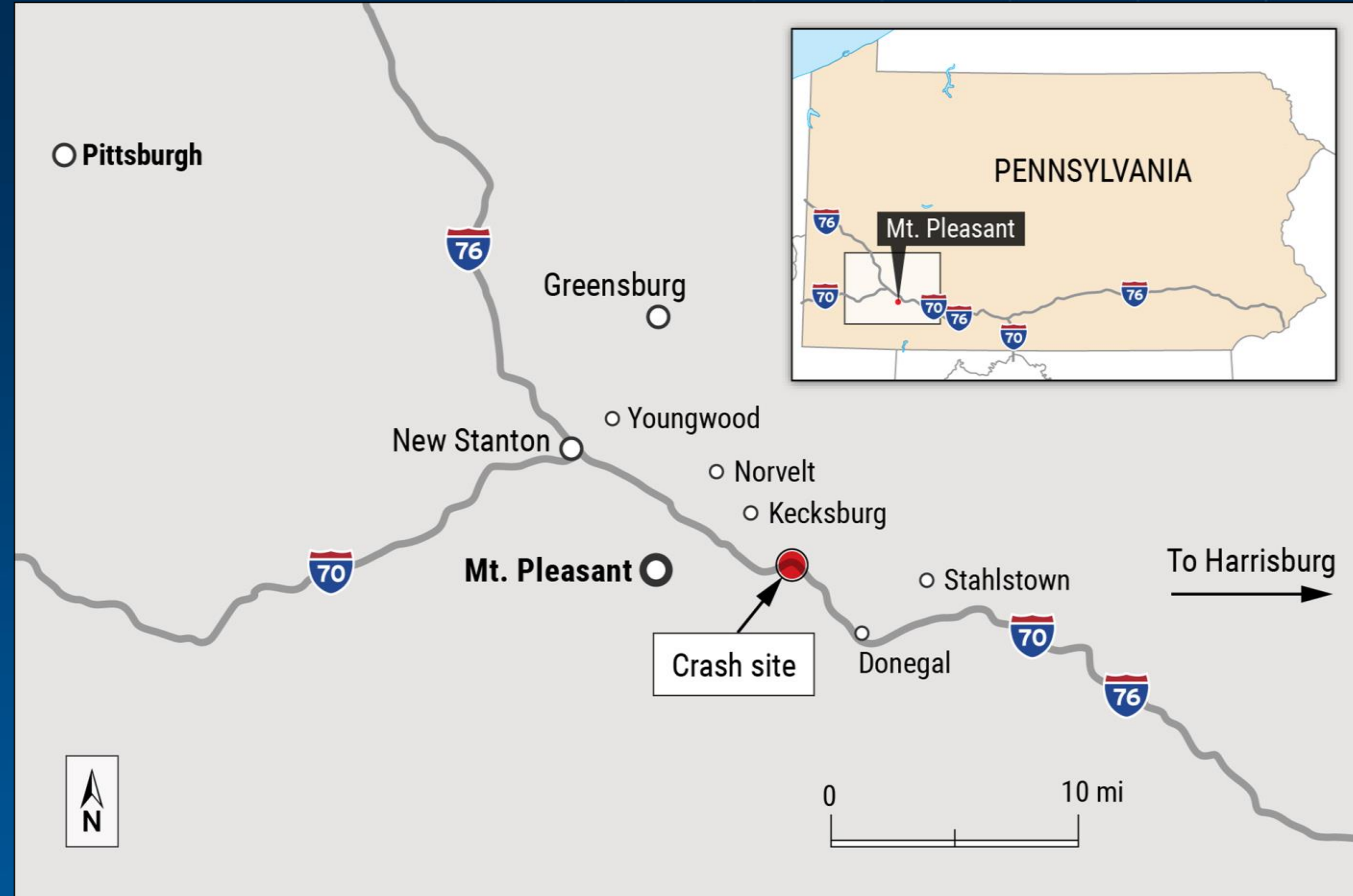 Pittsburgh
76
Greensburg
New Stanton
Youngwood
Norvelt
Kecksburg
70
Mt. Pleasant
Crash site
Stahlstown
Donegal
70
76
To Harrisburg
N
0
10 mi
PENNSYLVANIA
76
Mt. Pleasant
70
70
76
76
70